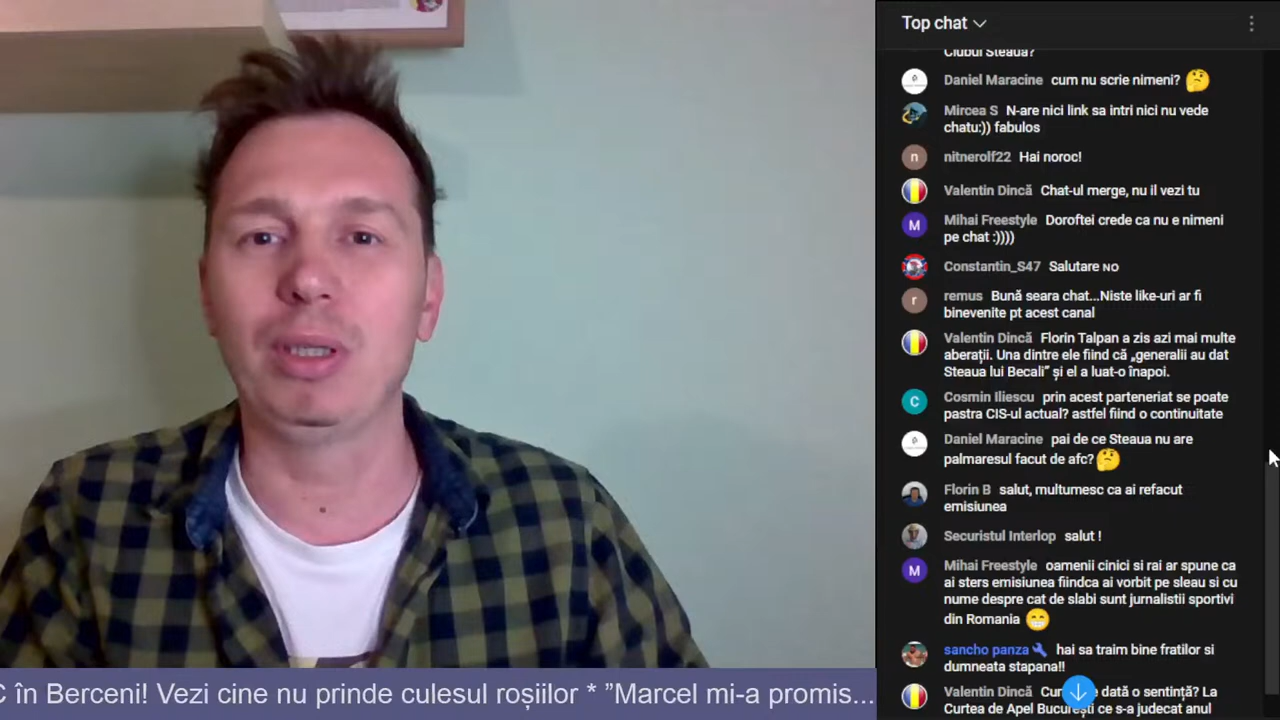 Top chat
Clubul Steaua?
Daniel Maracine cum nu scrie nimeni? 🤔
Mircea S N-are nici link sa intri nici nu vede
chatu:)) fabulos
n
nitnerolf22 Hai noroc!
Valentin Dincă Chat-ul merge, nu il vezi tu
M
Mihai Freestyle Doroftei crede ca nu e nimeni
pe chat :))))
Constantin_S47 Salutare NO
r
remus Bună seara chat...Niste like-uri ar fi
binevenite pt acest canal
Valentin Dincă Florin Talpan a zis azi mai multe
aberații. Una dintre ele fiind că „generalii au dat
Steaua lui Becali” și el a luat-o înapoi.
C
Cosmin Iliescu prin acest parteneriat se poate
pastra CIS-ul actual? astfel fiind o continuitate
Daniel Maracine pai de ce Steaua nu are
palmaresul facut de afc? 🤔
Florin B salut, multumesc ca ai refacut
emisiunea
Securistul Interlop salut !
M
Mihai Freestyle oamenii cinici si rai ar spune ca
ai sters emisiunea fiindca ai vorbit pe sleau si cu
nume despre cat de slabi sunt jurnalistii sportivi
din Romania 😁
sancho panza 🔧 hai sa traim bine fratilor si
dumneata stapana!!
Valentin Dincă dată o sentință? La
Curtea de Apel București ce s-a judecat anul
C în Berceni! Vezi cine nu prinde culesul roșiilor * ”Marcel mi-a promis...